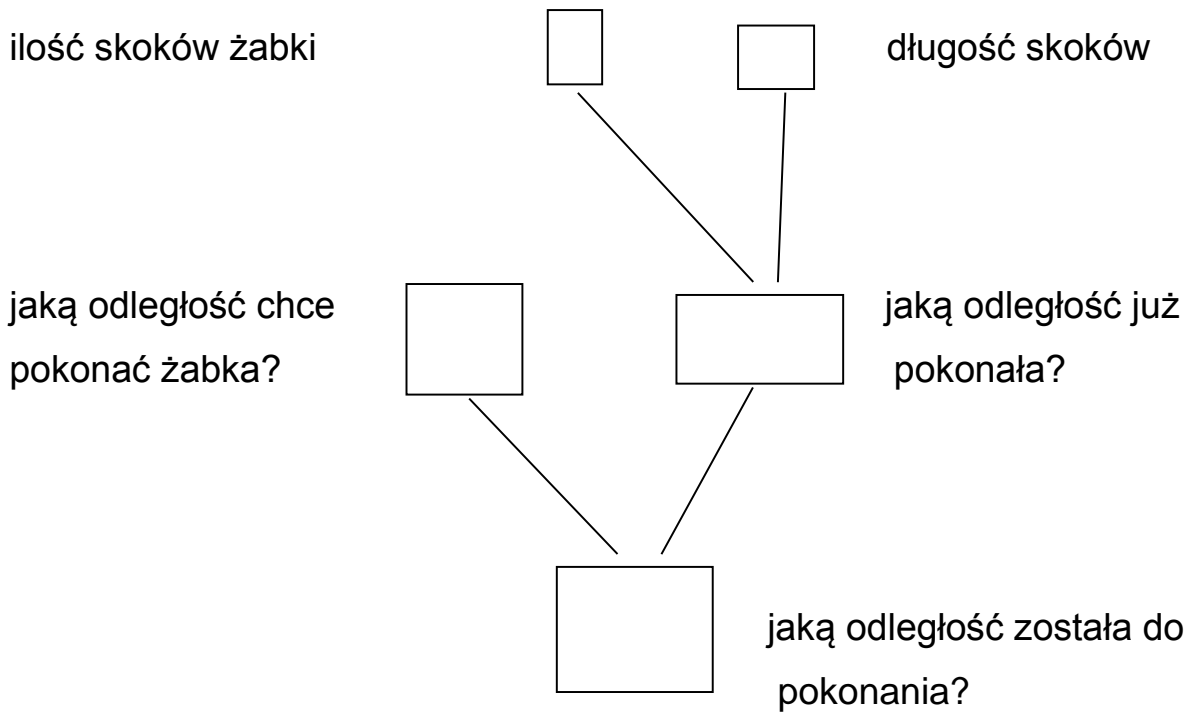 ilość skoków żabki
długość skoków
jaką odległość chce
pokonać żabka?
jaką odległość już
pokonała?
jaką odległość została do
pokonania?